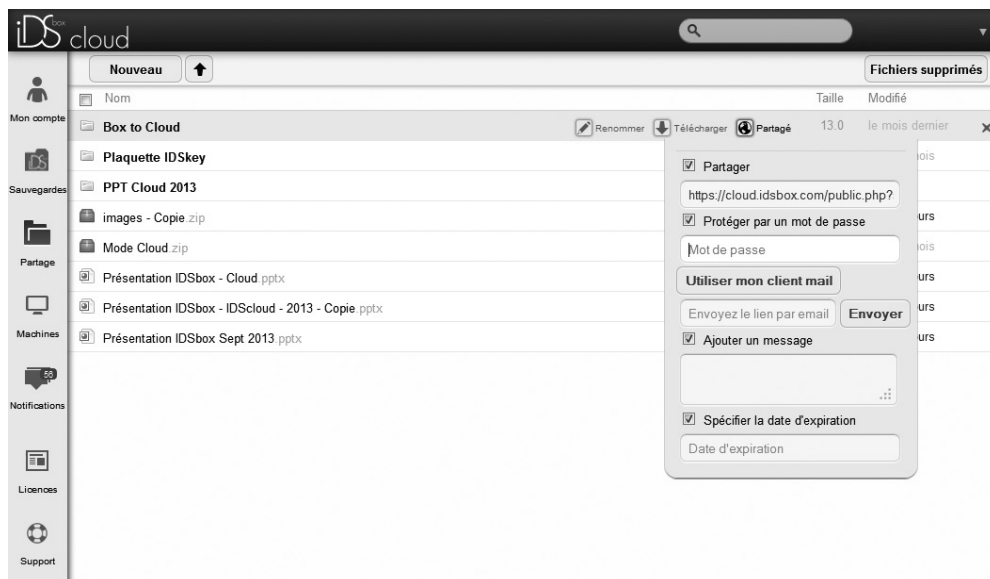 iDS box cloud
Nouveau
Fichiers supprimés
Mon compte
Nom
Taille
Modifié
Box to Cloud
Renommer
Télécharger
Partagé
13.0
le mois dernier
Plaquette IDSkey
Partager
PPT Cloud 2013
https://cloud.idsbox.com/public.php?
Sauvegardes
images - Copie.zip
Protéger par un mot de passe
Mode Cloud.zip
Mot de passe
Partage
Présentation IDSbox - Cloud.pptx
Utiliser mon client mail
Présentation IDSbox - IDScloud - 2013 - Copie.pptx
Envoyez le lien par email
Envoyer
Machines
Présentation IDSbox Sept 2013.pptx
Ajouter un message
56
Notifications
Spécifier la date d'expiration
Date d'expiration
Licences
Support